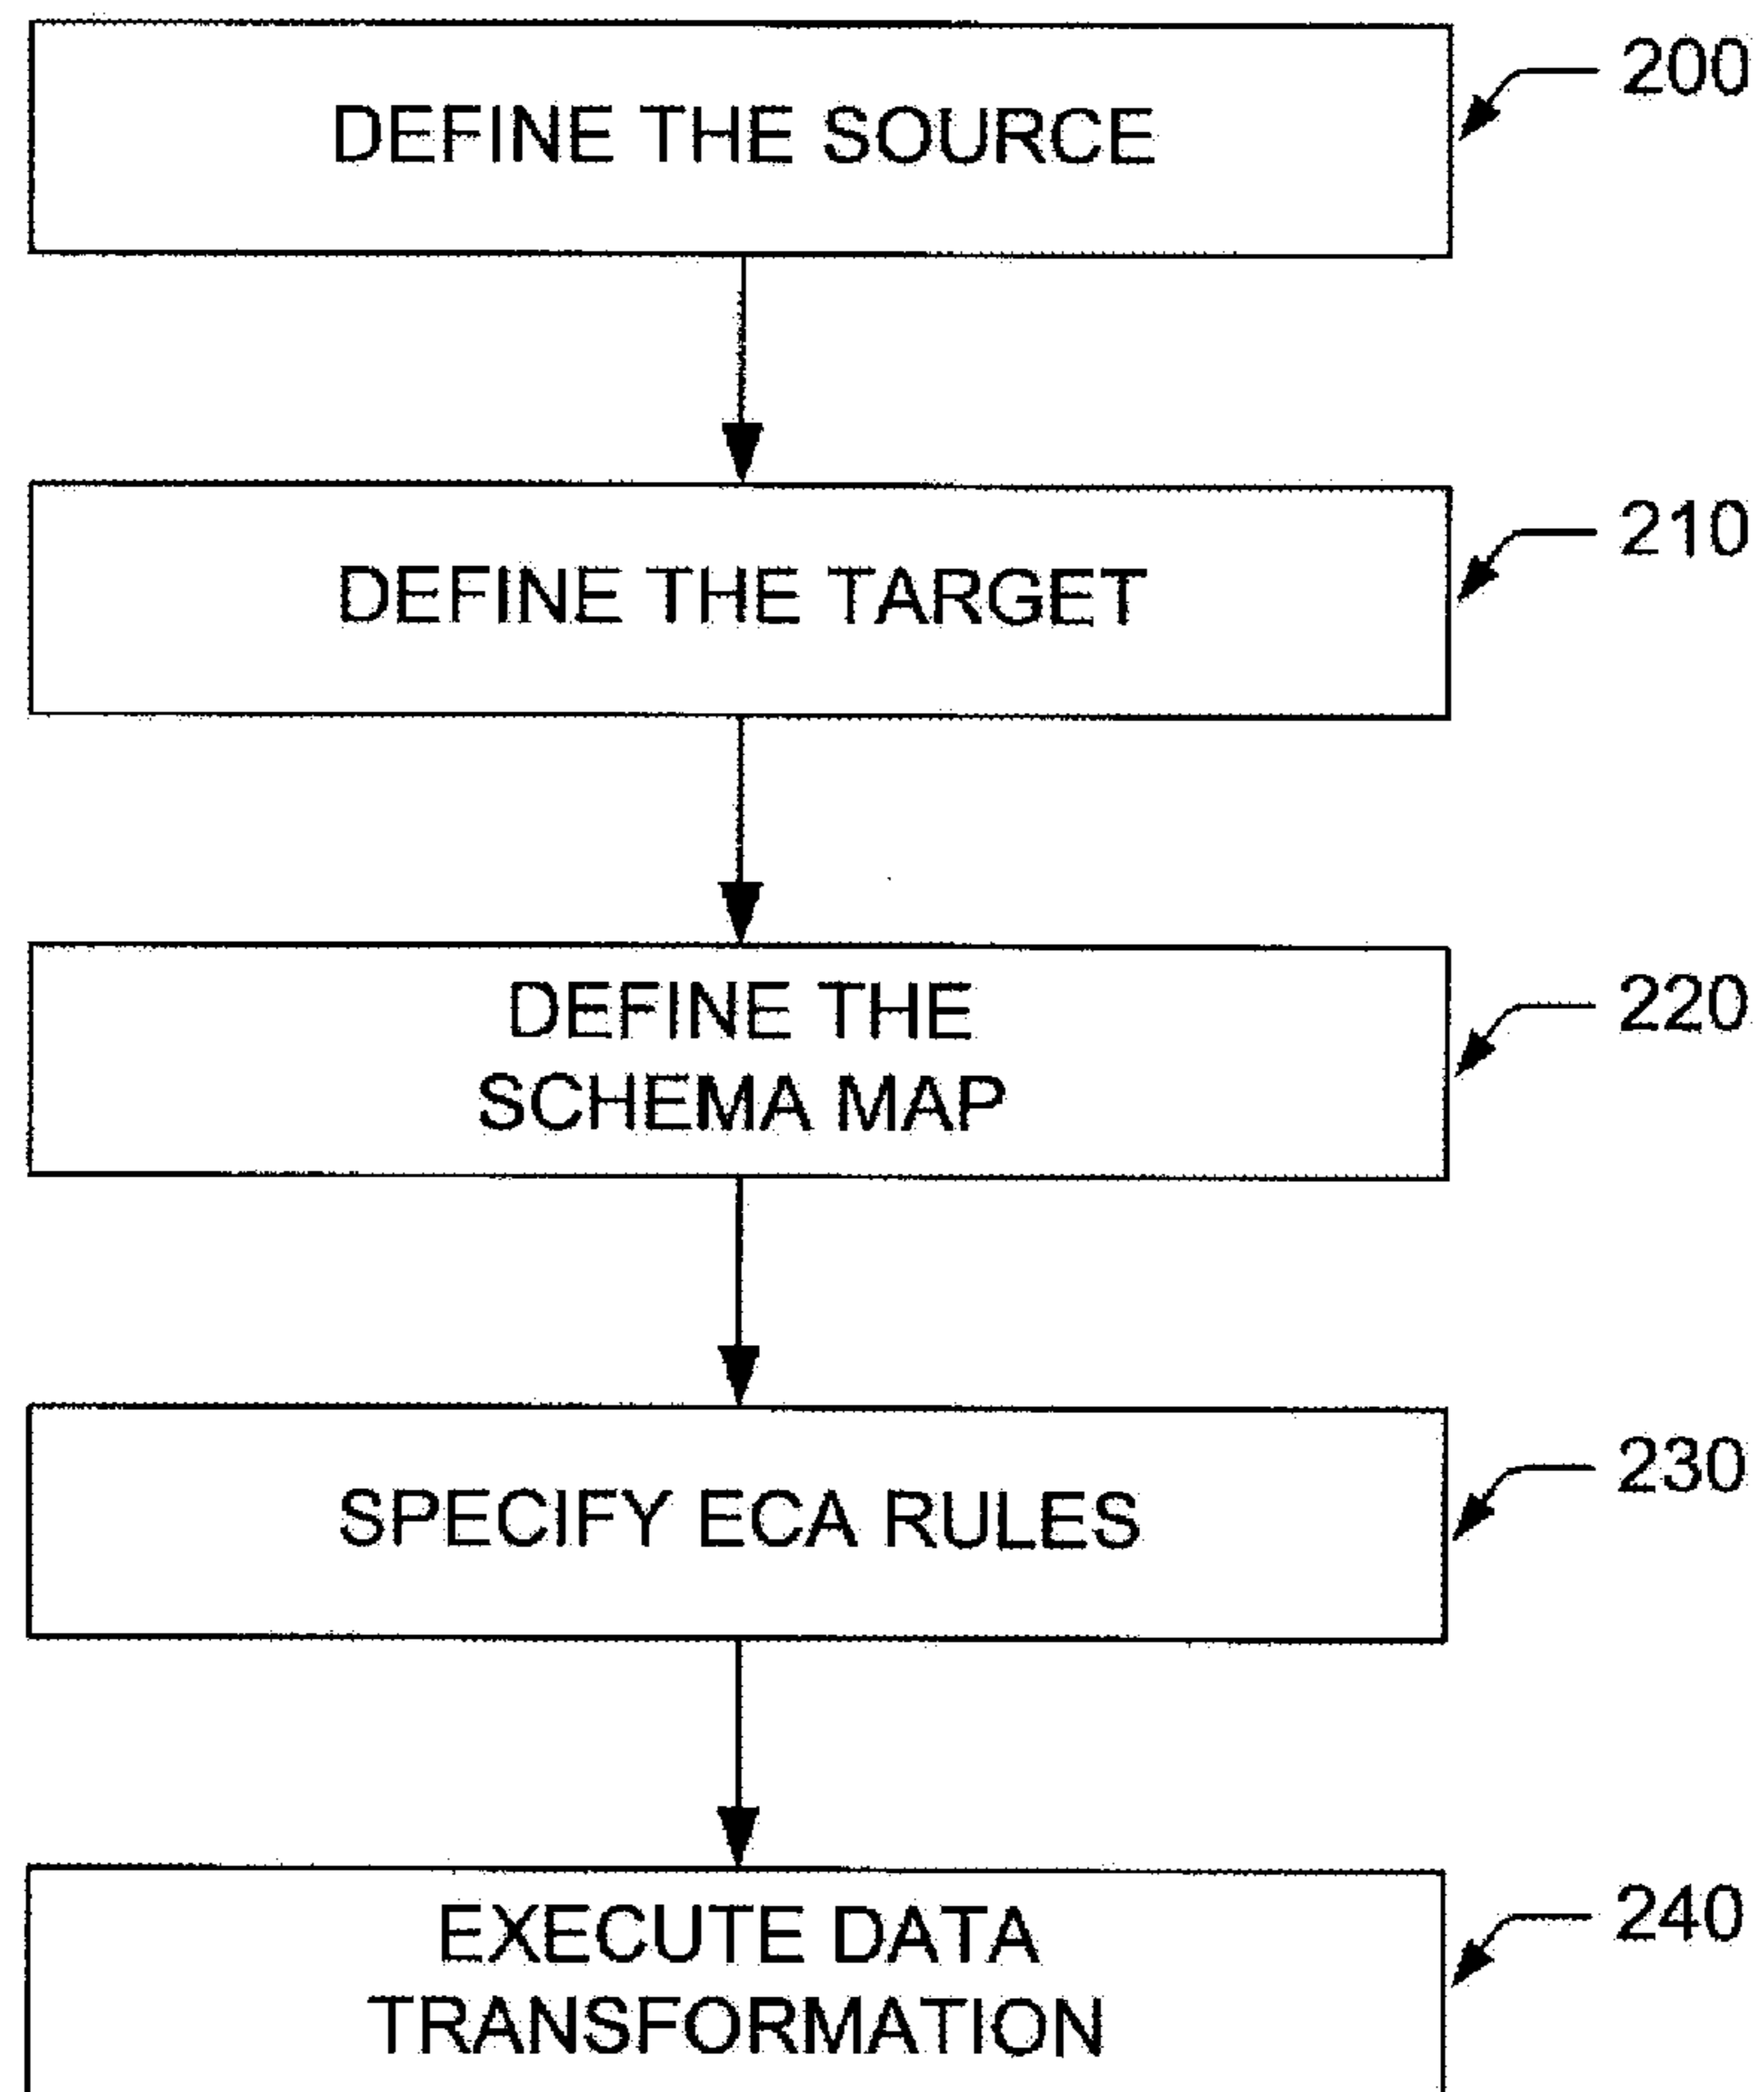 DEFINE THE SOURCE
200
DEFINE THE TARGET
210
DEFINE THE
SCHEMA MAP
220
SPECIFY ECA RULES
230
EXECUTE DATA
TRANSFORMATION
240